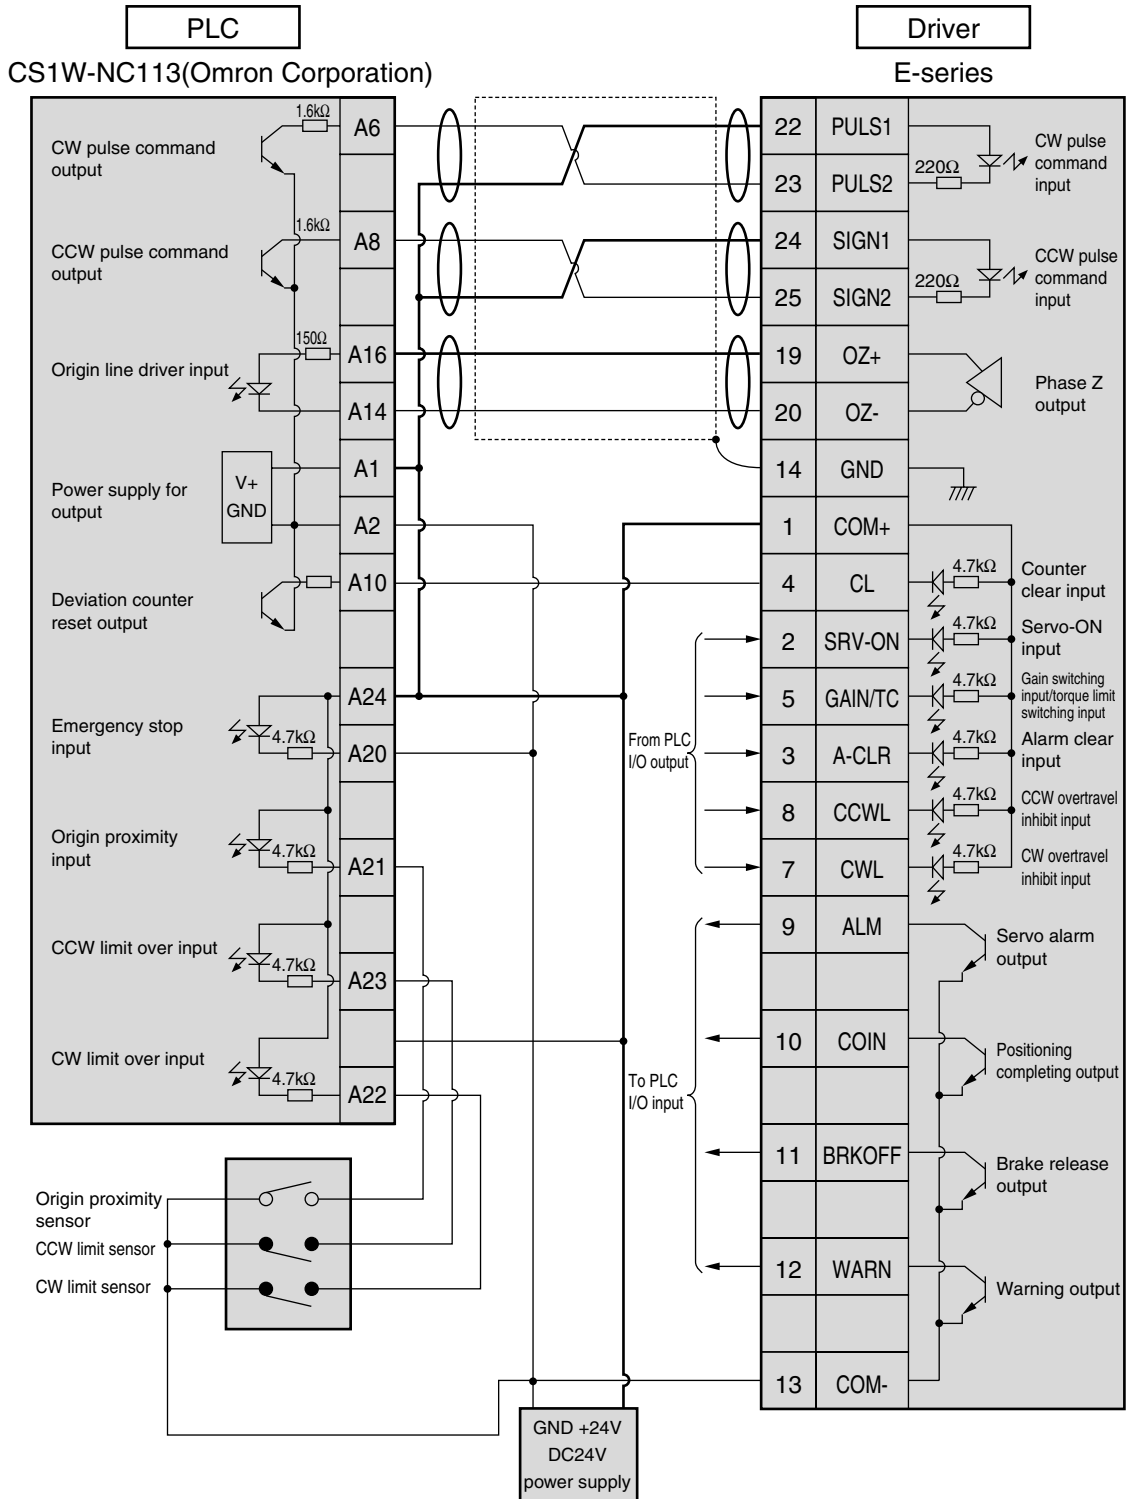 PLC
Driver
CS1W-NC113(Omron Corporation)
E-series
CW pulse command
output
1.6kΩ
A6
22
PULS1
23
PULS2
220Ω
CW pulse
command
input
CCW pulse command
output
1.6kΩ
A8
24
SIGN1
25
SIGN2
220Ω
CCW pulse
command
input
Origin line driver input
150Ω
A16
A14
19
OZ+
20
OZ-
Phase Z
output
Power supply for
output
V+
GND
A1
A2
14
GND
1
COM+
Deviation counter
reset output
A10
4
CL
4.7kΩ
Counter
clear input
2
SRV-ON
4.7kΩ
Servo-ON
input
Emergency stop
input
4.7kΩ
A24
A20
From PLC
I/O output
5
GAIN/TC
4.7kΩ
Gain switching
input/torque limit
switching input
3
A-CLR
4.7kΩ
Alarm clear
input
Origin proximity
input
4.7kΩ
A21
8
CCWL
4.7kΩ
CCW overtravel
inhibit input
7
CWL
4.7kΩ
CW overtravel
inhibit input
CCW limit over input
4.7kΩ
A23
9
ALM
Servo alarm
output
CW limit over input
4.7kΩ
A22
To PLC
I/O input
10
COIN
Positioning
completing output
11
BRKOFF
Brake release
output
Origin proximity
sensor
CCW limit sensor
CW limit sensor
12
WARN
Warning output
13
COM-
GND +24V
DC24V
power supply